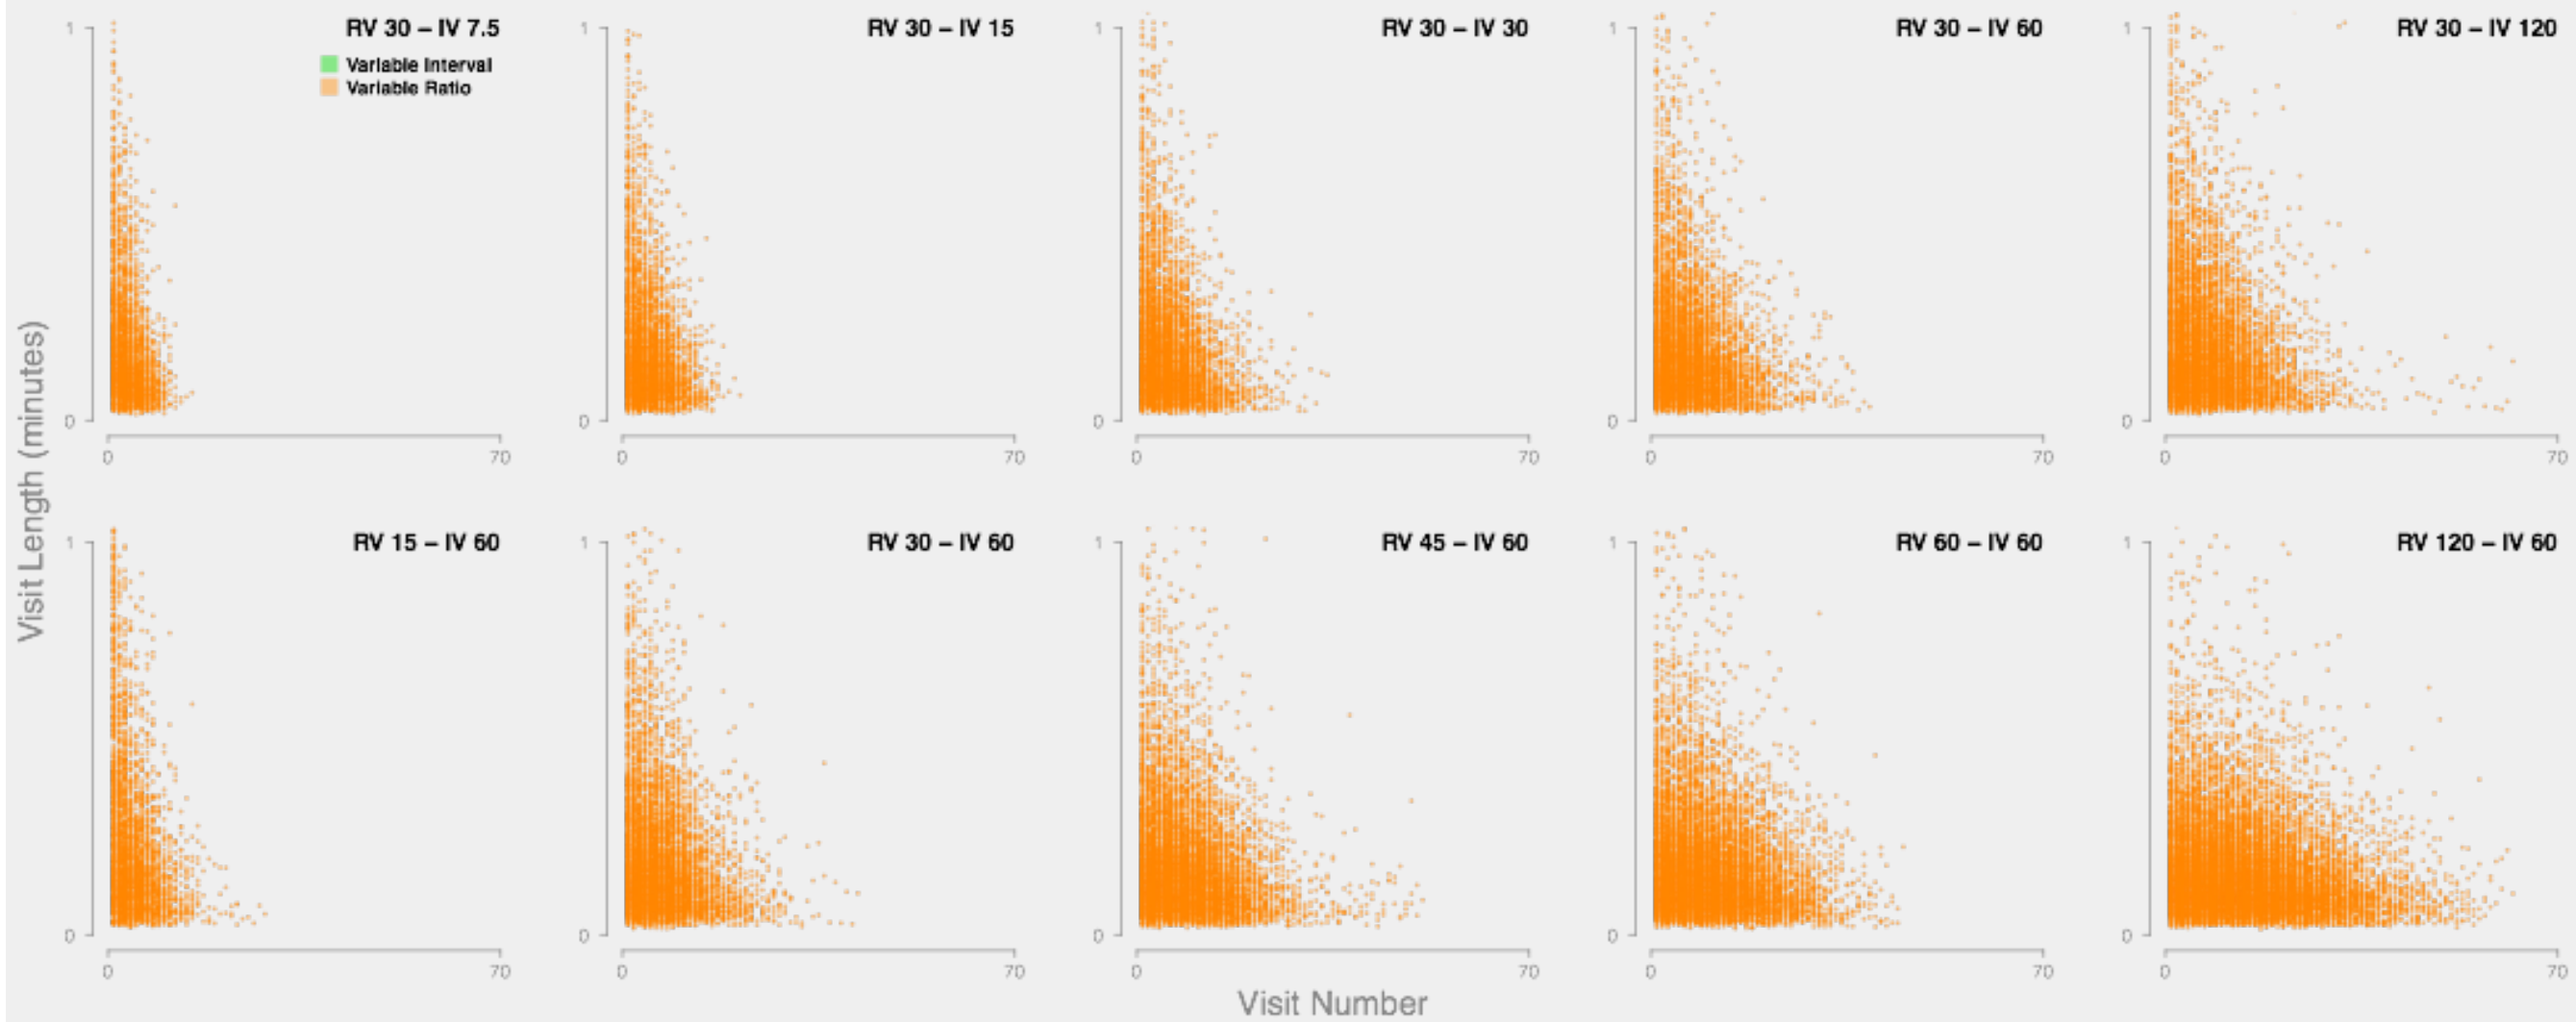 RV 30 – IV 7.5
Variable Interval
Variable Ratio
1
0
0
70
RV 30 – IV 15
1
0
0
70
RV 30 – IV 30
1
0
0
70
RV 30 – IV 60
1
0
0
70
RV 30 – IV 120
1
0
0
70
Visit Length (minutes)
RV 15 – IV 60
1
0
0
70
RV 30 – IV 60
1
0
0
70
RV 45 – IV 60
1
0
0
70
RV 60 – IV 60
1
0
0
70
RV 120 – IV 60
1
0
0
70
Visit Number